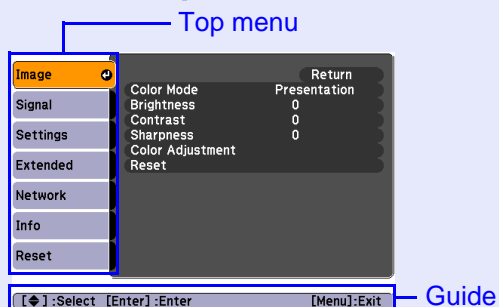 Top menu
Image
Return
Color Mode Presentation
Signal
Brightness 0
Contrast 0
Settings
Sharpness 0
Color Adjustment
Extended
Reset
Network
Info
Reset
[◆] :Select [Enter] :Enter [Menu]:Exit
Guide